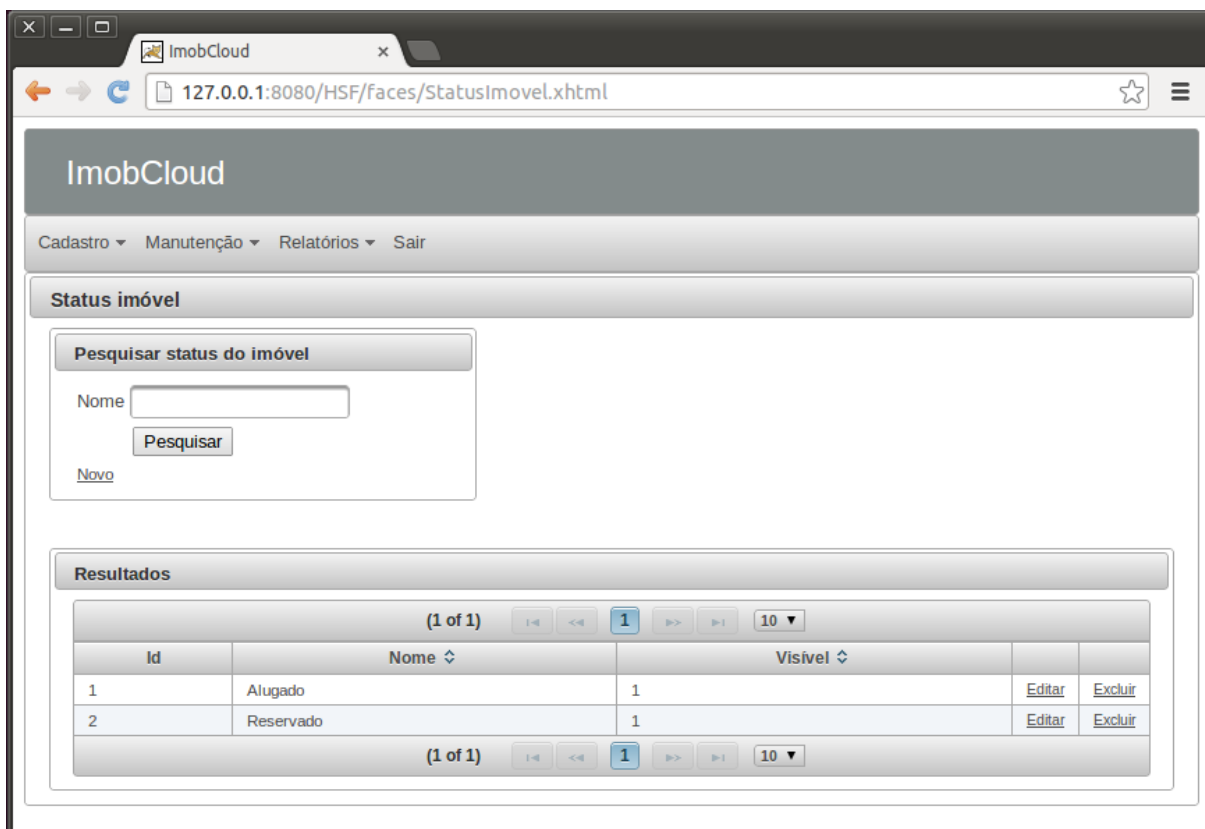 ImobCloud
127.0.0.1:8080/HSF/faces/StatusImovel.xhtml
ImobCloud
Cadastro Manutenção Relatórios Sair
Status imóvel
Pesquisar status do imóvel
Nome
Pesquisar
Novo
Resultados
(1 of 1) 1 10
Id Nome Visível
1 Alugado 1 Editar Excluir
2 Reservado 1 Editar Excluir
(1 of 1) 1 10